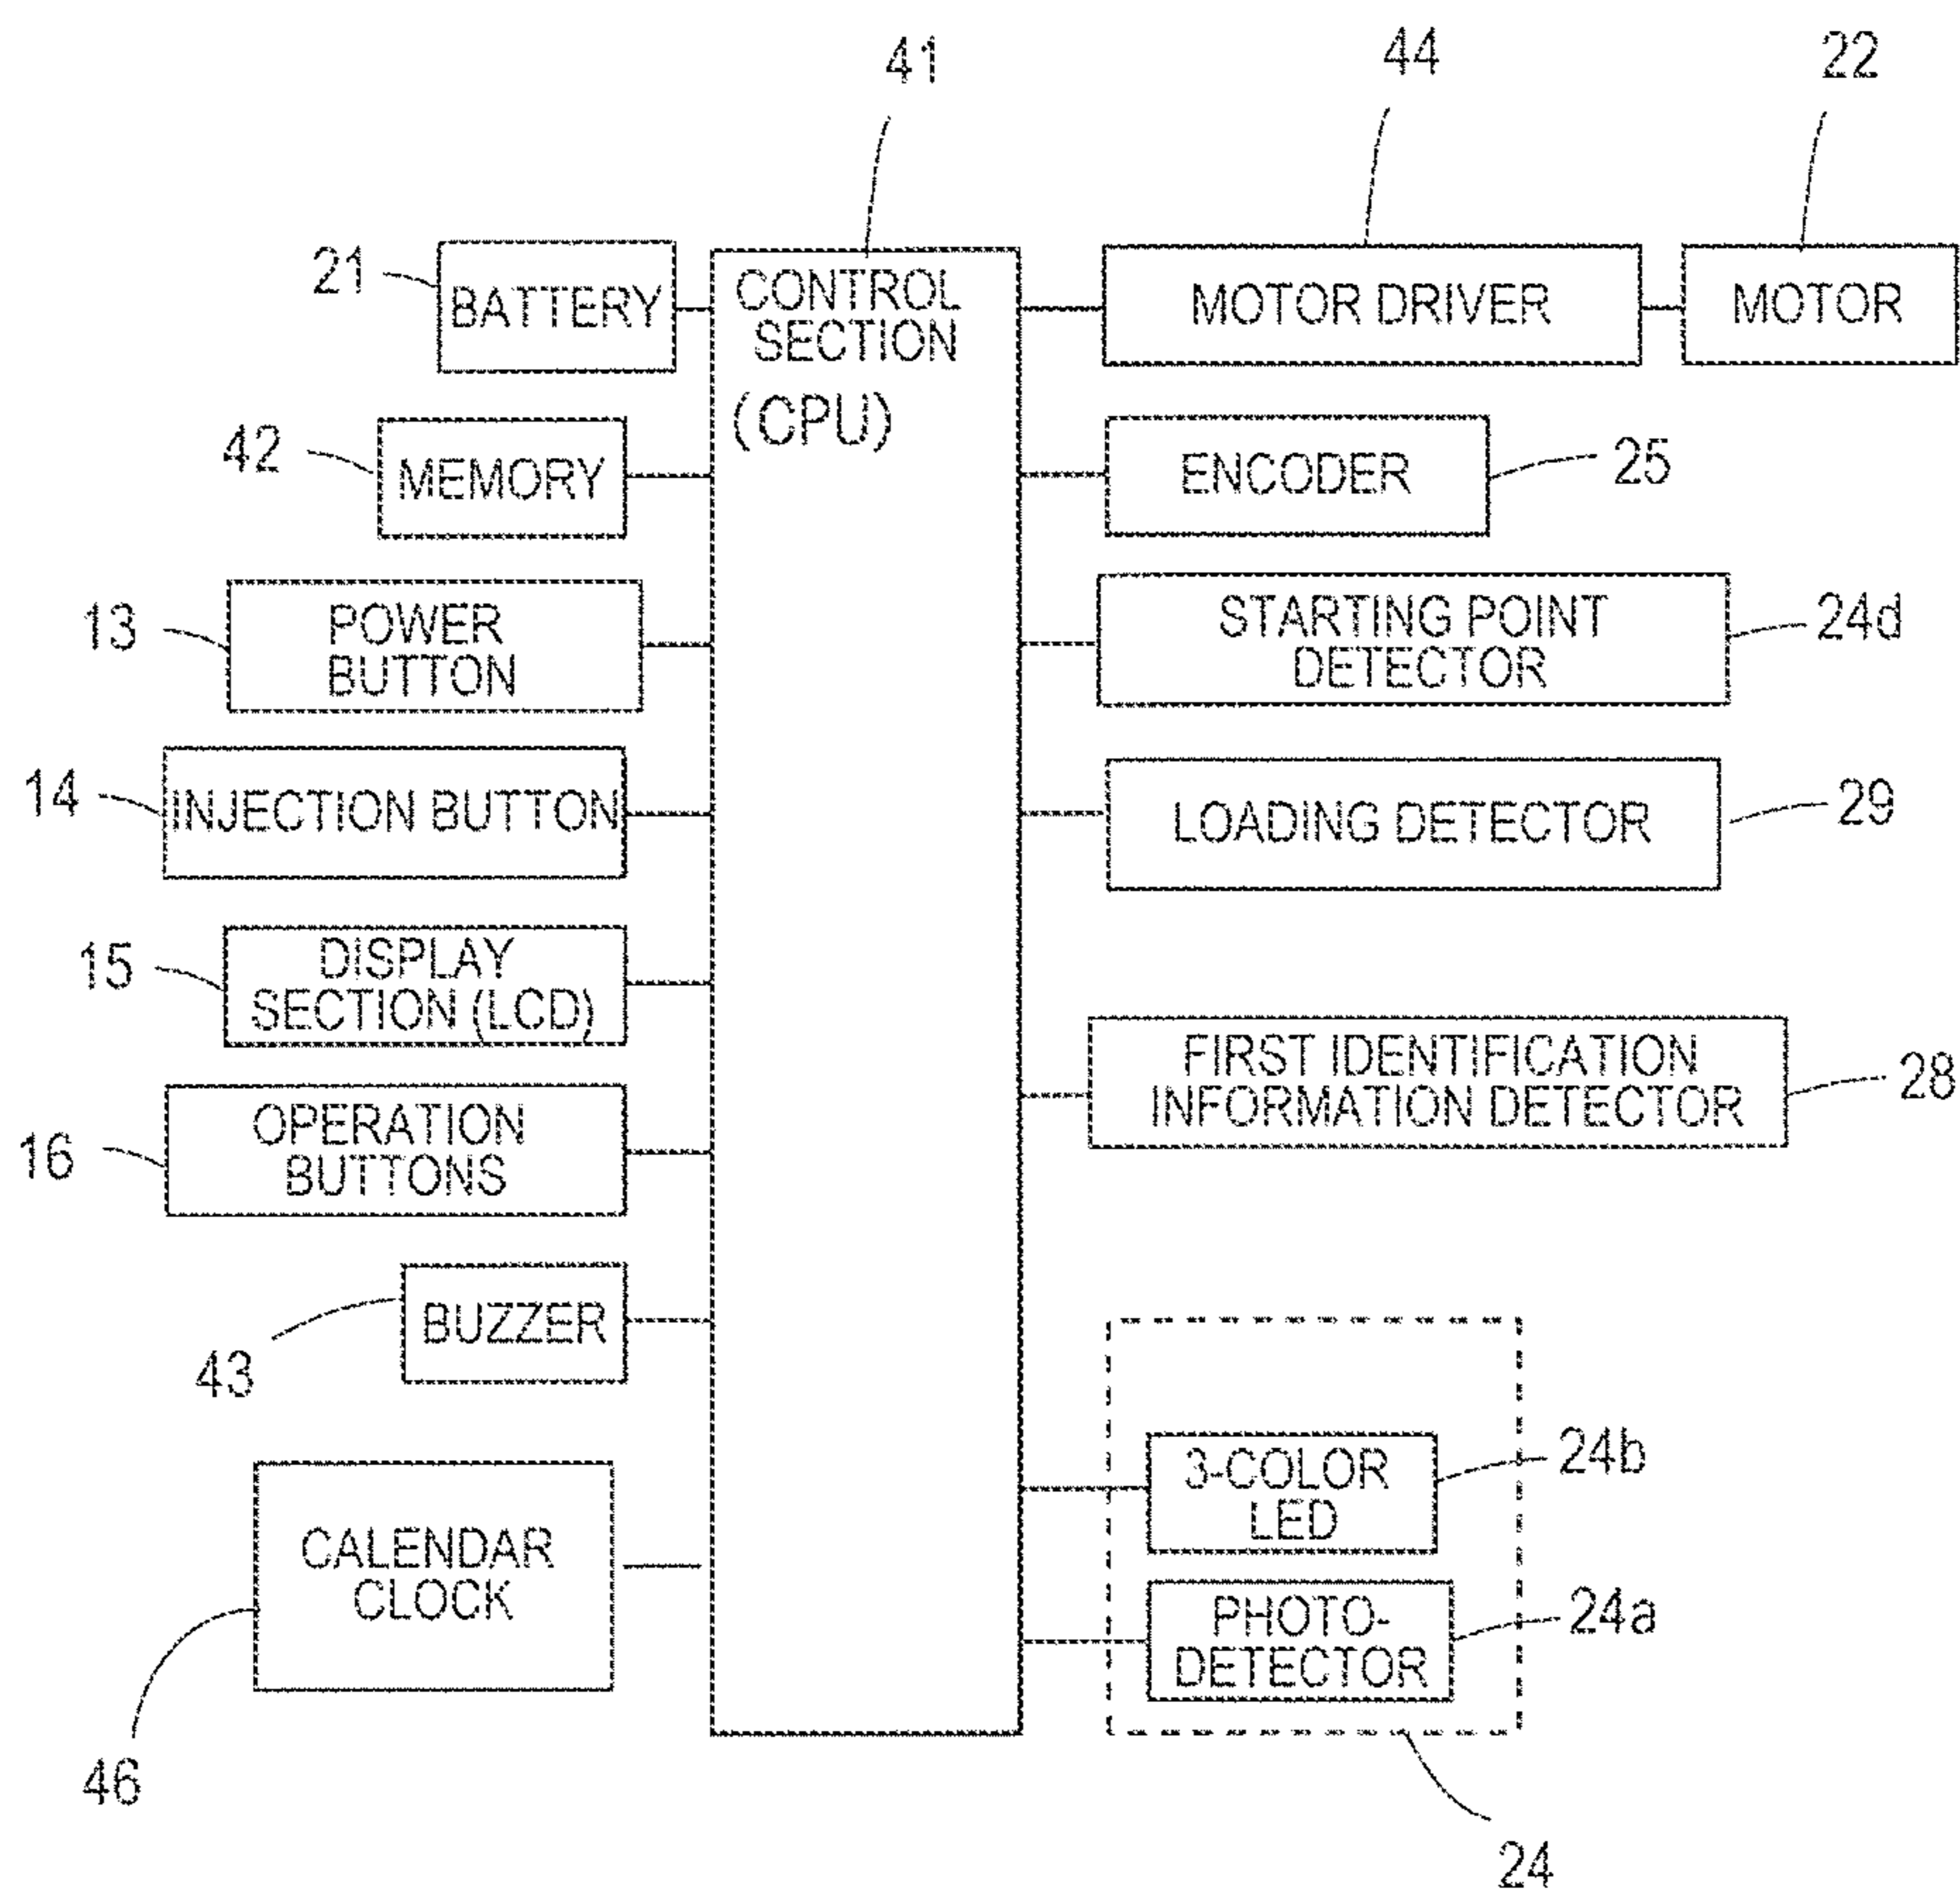 41
44
22
21
BATTERY
CONTROL
SECTION
(CPU)
MOTOR DRIVER
MOTOR
42
MEMORY
ENCODER
25
13
POWER
BUTTON
STARTING POINT
DETECTOR
24d
14
INJECTION BUTTON
LOADING DETECTOR
29
15
DISPLAY
SECTION (LCD)
FIRST IDENTIFICATION
INFORMATION DETECTOR
28
16
OPERATION
BUTTONS
43
BUZZER
3-COLOR
LED
24b
CALENDAR
CLOCK
46
PHOTO-
DETECTOR
24a
24